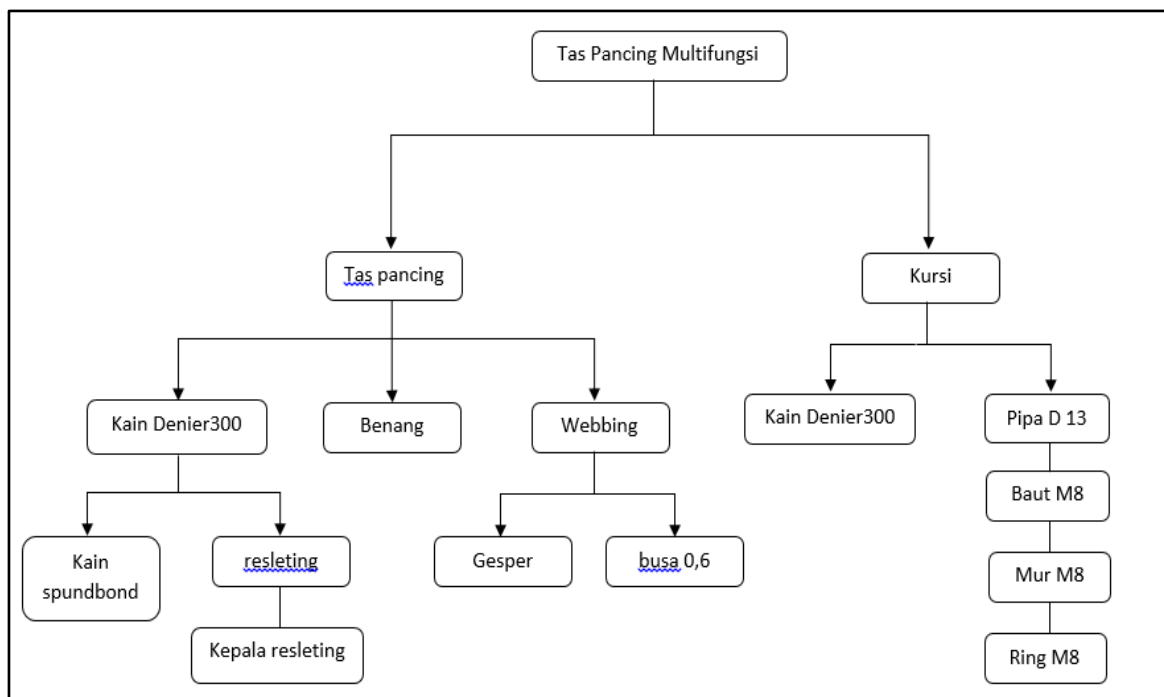 Tas Pancing Multifungsi
Tas pancing
Kursi
Kain Denier300
Benang
Webbing
Kain Denier300
Pipa D 13
Baut M8
Kain
spundbond
resleting
Gesper
busa 0,6
Mur M8
Kepala resleting
Ring M8